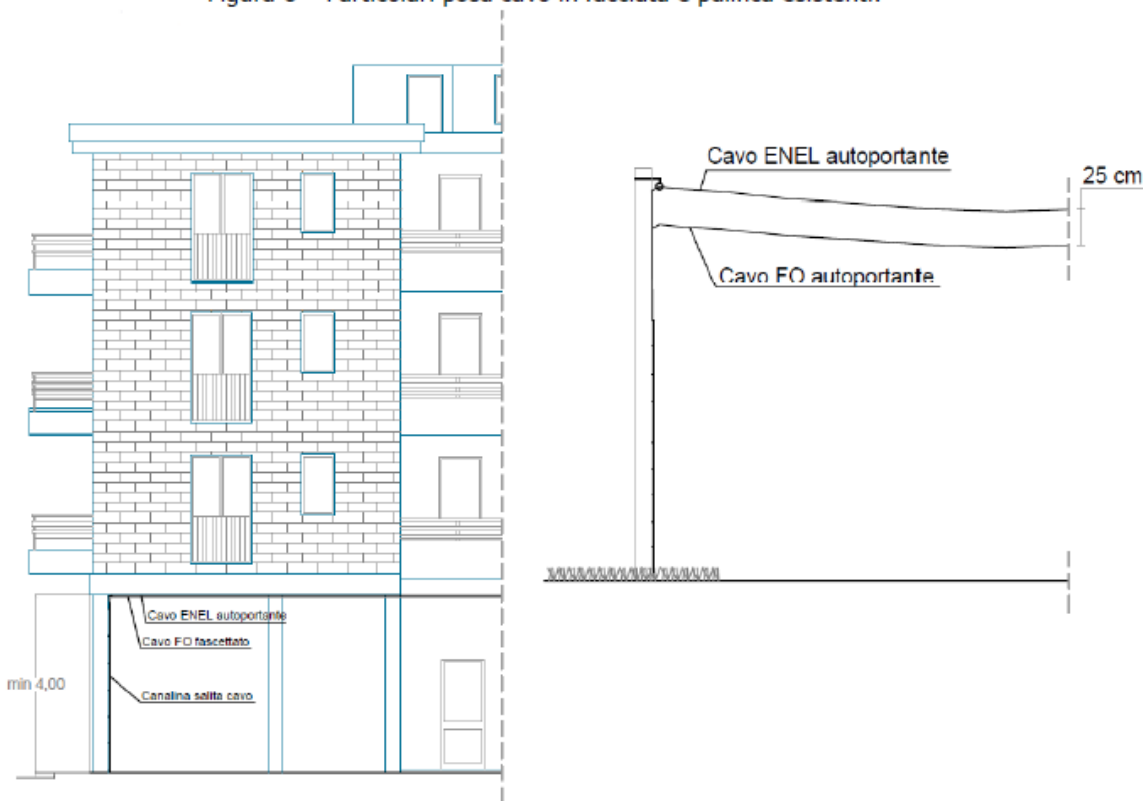 Cavo ENEL autoportante
25 cm
Cavo FO autoportante
Cavo ENEL autoportante
Cavo FO fascettato
min 4,00
Canalina salita cavo